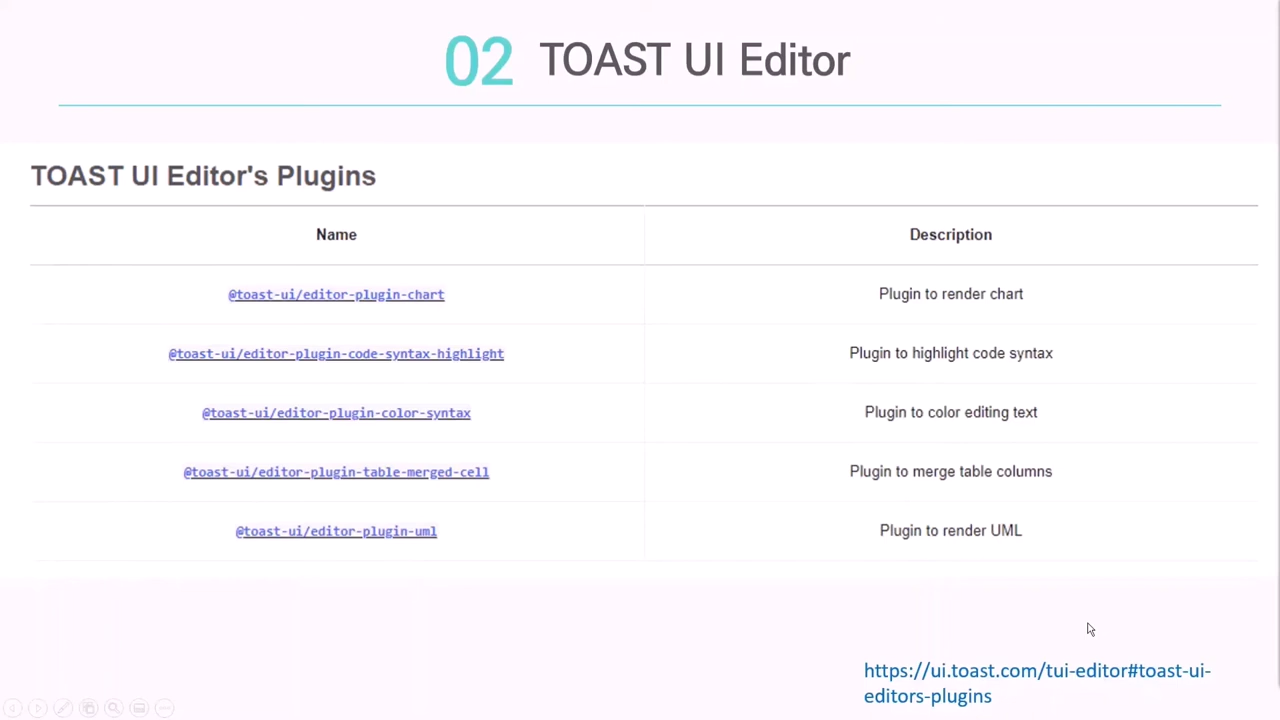 02 TOAST UI Editor
TOAST UI Editor's Plugins
Name Description
@toast-ui/editor-plugin-chart Plugin to render chart
@toast-ui/editor-plugin-code-syntax-highlight Plugin to highlight code syntax
@toast-ui/editor-plugin-color-syntax Plugin to color editing text
@toast-ui/editor-plugin-table-merged-cell Plugin to merge table columns
@toast-ui/editor-plugin-uml Plugin to render UML
https://ui.toast.com/tui-editor#toast-ui-
editors-plugins